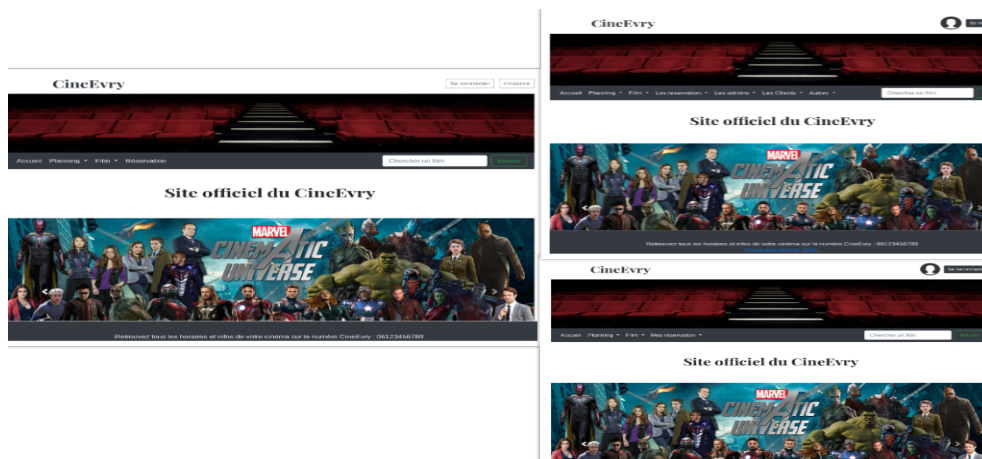 CineEvry
Se connecter S'inscrire
Accueil Planning Film Réservation
Chercher un film
Site officiel du CineEvry
MARVEL
CINEMATIC
UNIVERSE
Retrouvez tous les horaires et infos de votre cinéma sur le numéro CineEvry : 06123456789
CineEvry
Accueil Planning Film Les reservation Les admins Les Clients Autres
Chercher un film
Site officiel du CineEvry
MARVEL
CINEMATIC
UNIVERSE
Retrouvez tous les horaires et infos de votre cinéma sur le numéro CineEvry : 06123456789
CineEvry
Accueil Planning Film Mes reservation
Chercher un film
Site officiel du CineEvry
MARVEL
CINEMATIC
UNIVERSE